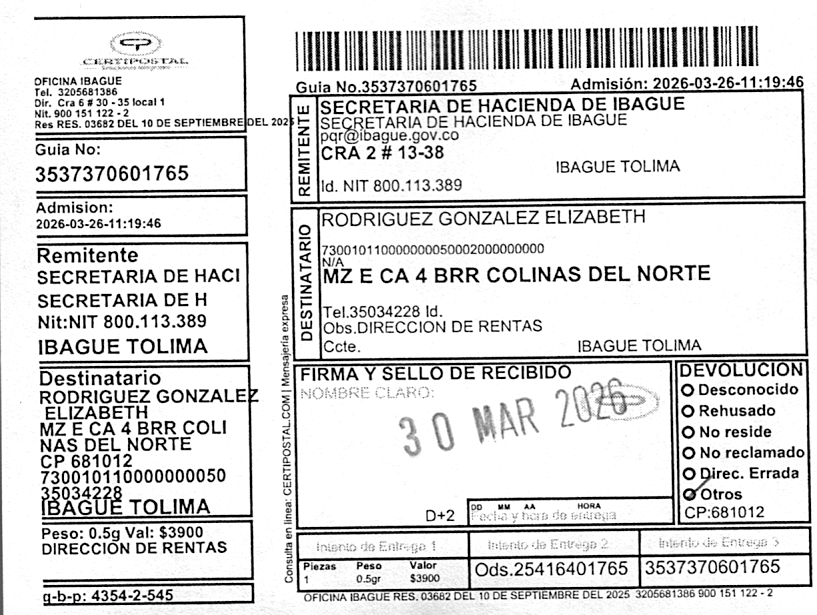 CERTIPOSTAL
OFICINA IBAGUE
Tel. 3205681386
Dir. Cra 6 # 30 - 35 local 1
Nit. 900 151 122 - 2
Res RES. 03682 DEL 10 DE SEPTIEMBRE DEL 2025
Guia No:
3537370601765
Admision:
2026-03-26-11:19:46
Remitente
SECRETARIA DE HACI
SECRETARIA DE H
Nit:NIT 800.113.389
IBAGUE TOLIMA
Destinatario
RODRIGUEZ GONZALEZ
ELIZABETH
MZ E CA 4 BRR COLI
NAS DEL NORTE
CP 681012
730010110000000050
35034228
IBAGUE TOLIMA
Peso: 0.5g Val: $3900
DIRECCION DE RENTAS
g-b-p: 4354-2-545
Consulta en linea: CERTIPOSTAL.COM | Mensajería expresa
Guia No.3537370601765 Admisión: 2026-03-26-11:19:46
REMITENTE
SECRETARIA DE HACIENDA DE IBAGUE
SECRETARIA DE HACIENDA DE IBAGUE
pqr@ibague.gov.co
CRA 2 # 13-38
IBAGUE TOLIMA
Id. NIT 800.113.389
DESTINATARIO
RODRIGUEZ GONZALEZ ELIZABETH
730010110000000050002000000000
N/A
MZ E CA 4 BRR COLINAS DEL NORTE
Tel.35034228 Id.
Obs.DIRECCION DE RENTAS
Ccte. IBAGUE TOLIMA
FIRMA Y SELLO DE RECIBIDO
NOMBRE CLARO:
30 MAR 2026
D+2
DD MM AA HORA
Fecha y hora de entrega
DEVOLUCION
Desconocido
Rehusado
No reside
No reclamado
Direc. Errada
Otros
CP:681012
Intento de Entrega 1 Intento de Entrega 2 Intento de Entrega 3
Piezas Peso Valor
1 0.5gr $3900
Ods.25416401765 3537370601765
OFICINA IBAGUE RES. 03682 DEL 10 DE SEPTIEMBRE DEL 2025 3205681386 900 151 122 - 2